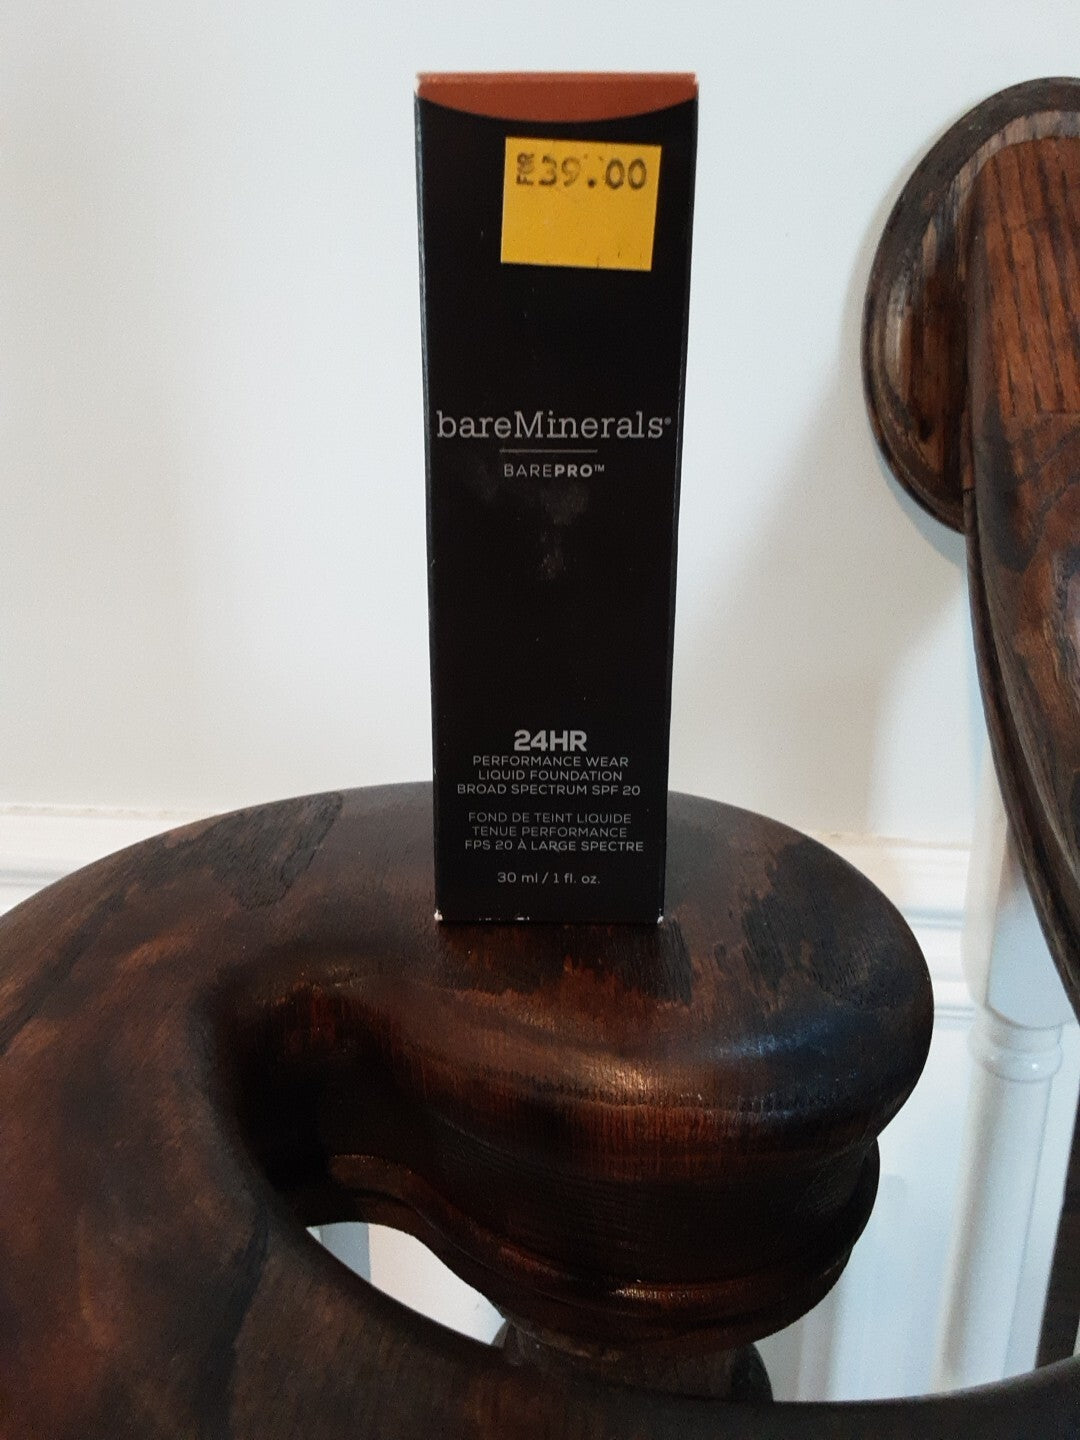 FOR 39.00
bareMinerals®
BAREPRO™
24HR
PERFORMANCE WEAR
LIQUID FOUNDATION
BROAD SPECTRUM SPF 20
FOND DE TEINT LIQUIDE
TENUE PERFORMANCE
FPS 20 À LARGE SPECTRE
30 ml / 1 fl. oz.